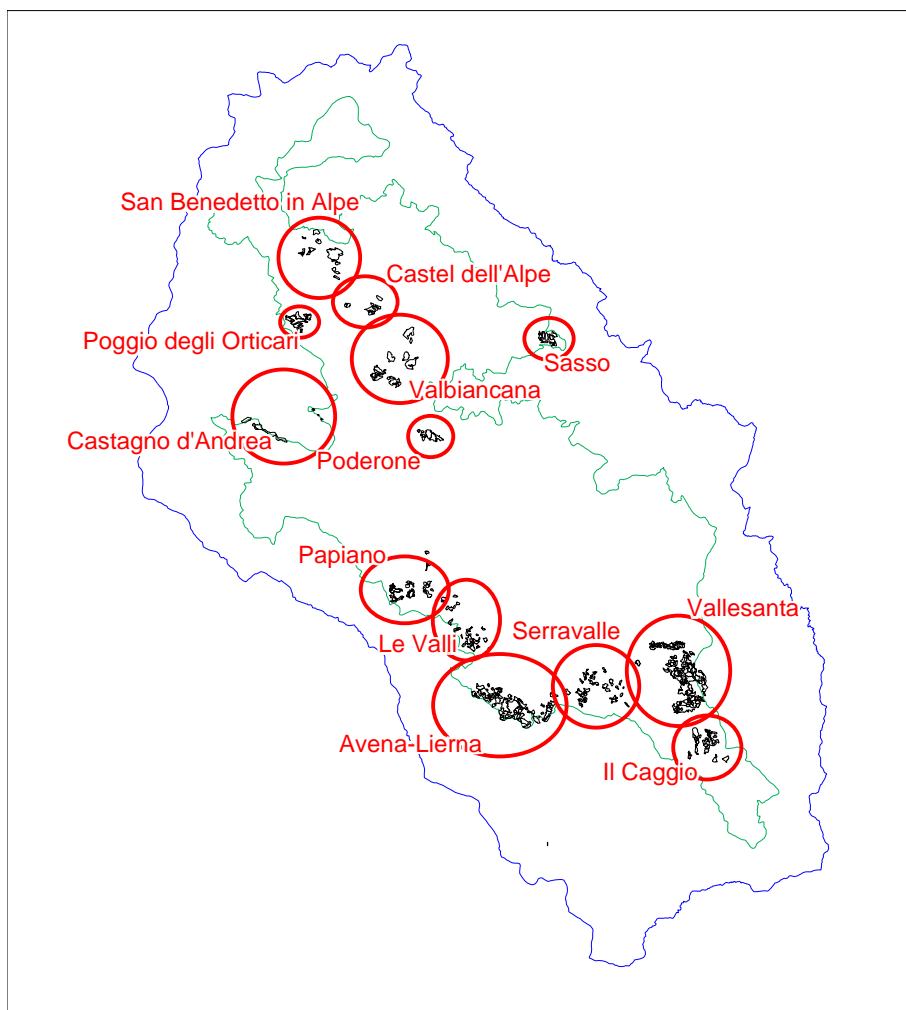 San Benedetto in Alpe
Castel dell'Alpe
Poggio degli Orticari
Sasso
Valbiancana
Castagno d'Andrea
Poderone
Papiano
Vallesanta
Le Valli
Serravalle
Avena-Lierna
Il Caggio